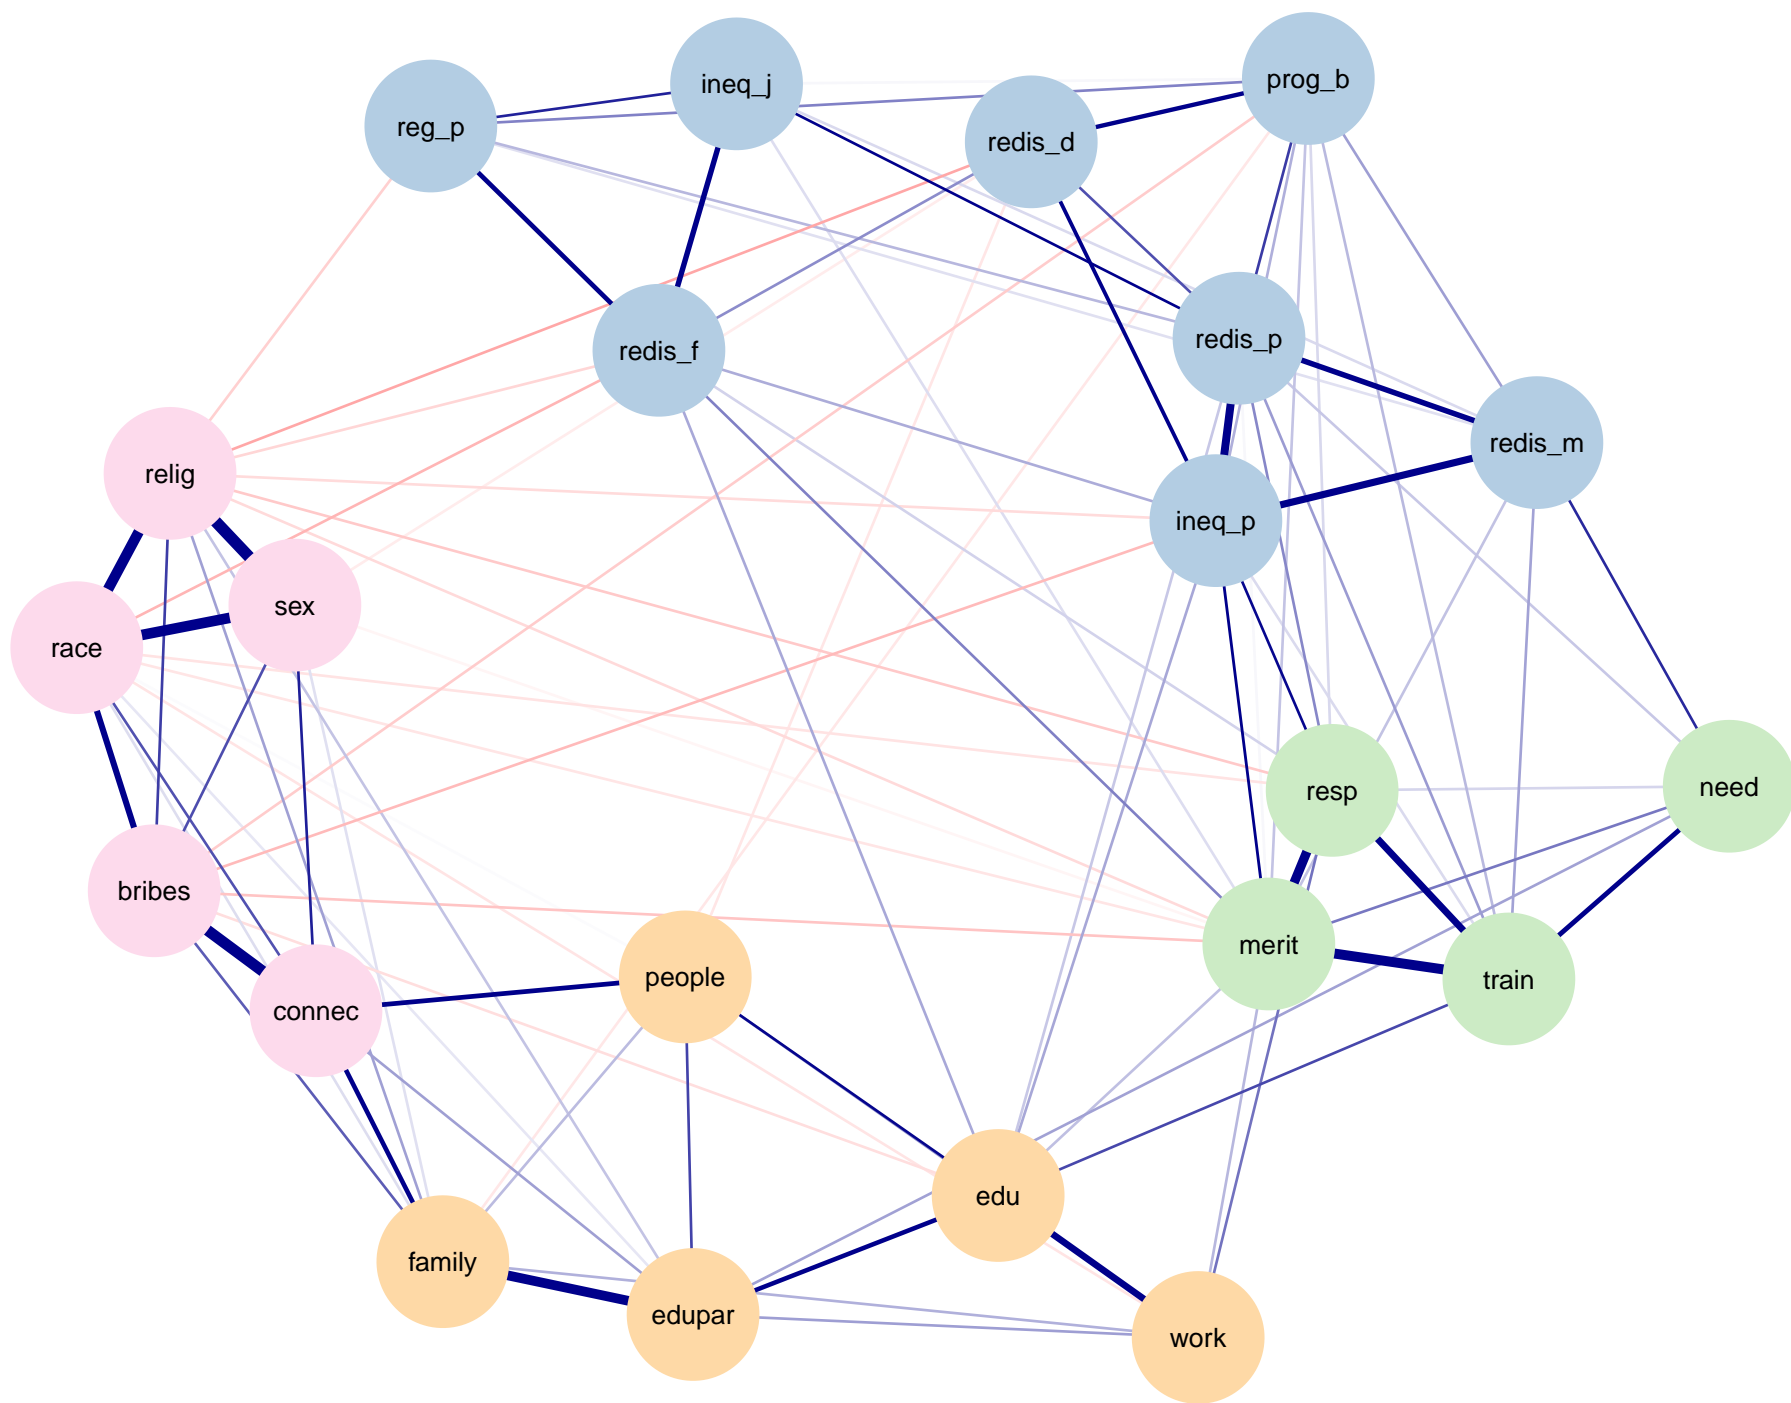 ineq_j
prog_b
reg_p
redis_d
redis_p
redis_f
redis_m
relig
ineq_p
sex
race
resp
need
bribes
merit
people
train
connec
edu
family
edupar
work